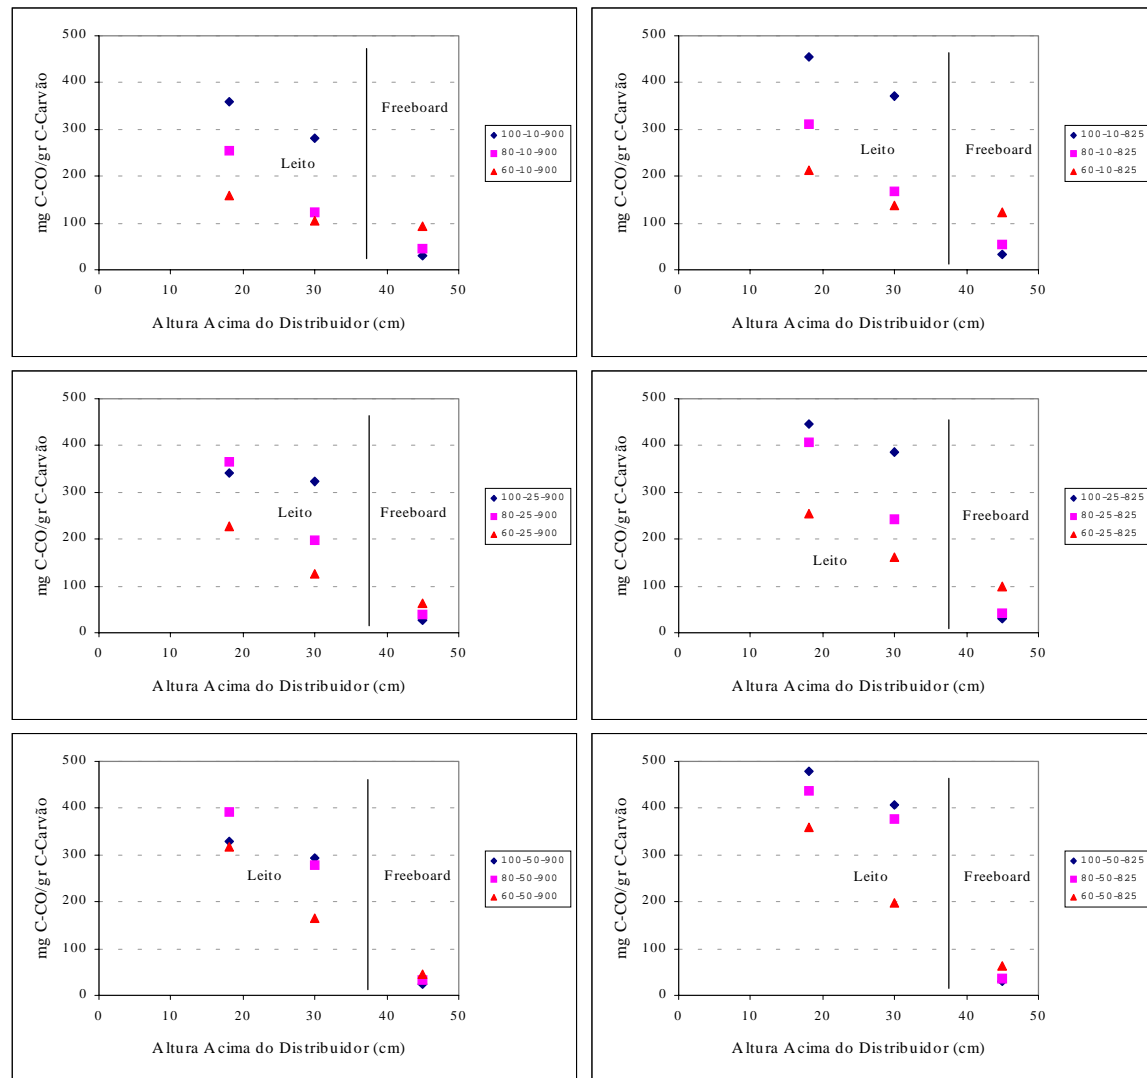 500
400
300
200
100
0
0 10 20 30 40 50
mg C-CO/gr C-Carvão
Altura Acima do Distribuidor (cm)
Leito
Freeboard
100-10-900
80-10-900
60-10-900
500
400
300
200
100
0
0 10 20 30 40 50
mg C-CO/gr C-Carvão
Altura Acima do Distribuidor (cm)
Leito
Freeboard
100-10-825
80-10-825
60-10-825
500
400
300
200
100
0
0 10 20 30 40 50
mg C-CO/gr C-Carvão
Altura Acima do Distribuidor (cm)
Leito
Freeboard
100-25-900
80-25-900
60-25-900
500
400
300
200
100
0
0 10 20 30 40 50
mg C-CO/gr C-Carvão
Altura Acima do Distribuidor (cm)
Leito
Freeboard
100-25-825
80-25-825
60-25-825
500
400
300
200
100
0
0 10 20 30 40 50
mg C-CO/gr C-Carvão
Altura Acima do Distribuidor (cm)
Leito
Freeboard
100-50-900
80-50-900
60-50-900
500
400
300
200
100
0
0 10 20 30 40 50
mg C-CO/gr C-Carvão
Altura Acima do Distribuidor (cm)
Leito
Freeboard
100-50-825
80-50-825
60-50-825